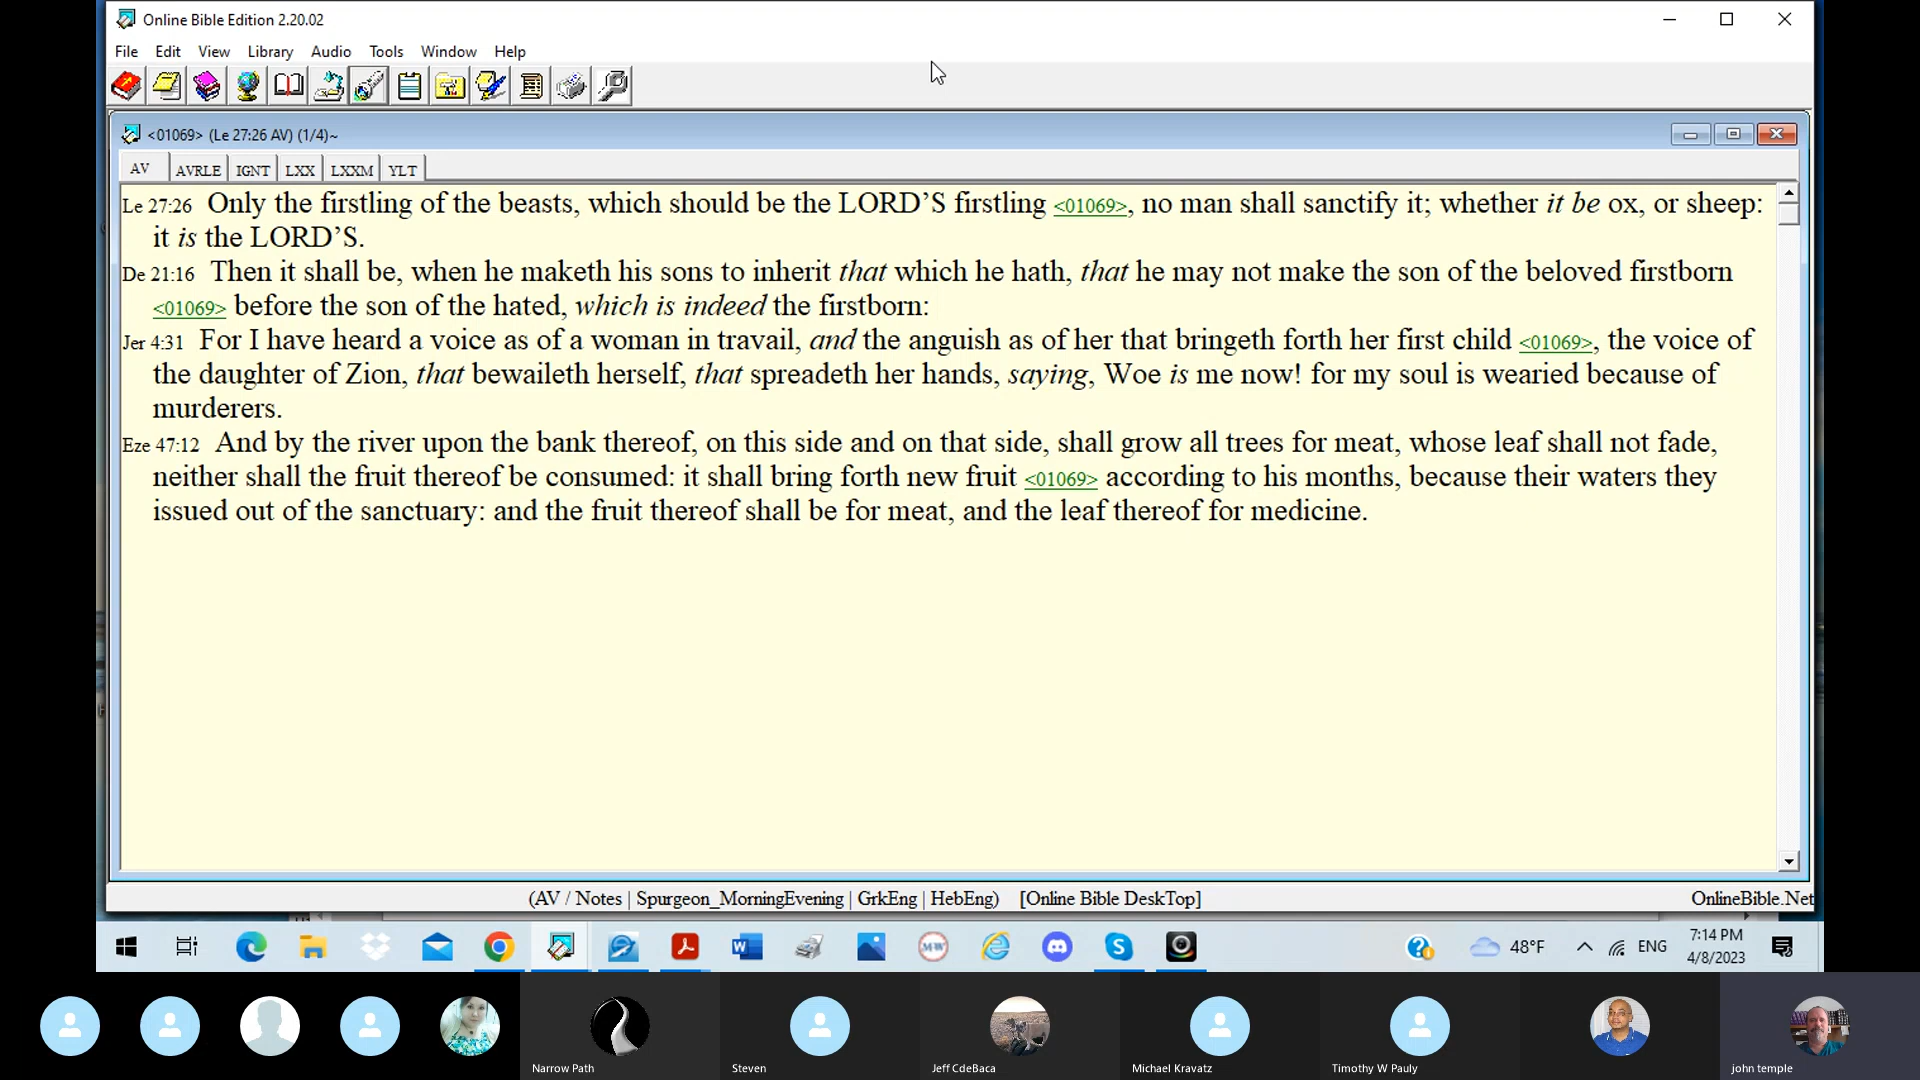 Online Bible Edition 2.20.02
File Edit View Library Audio Tools Window Help
<01069> (Le 27:26 AV) (1/4)~
AV AVRLE IGNT LXX LXXM YLT
Le 27:26 Only the firstling of the beasts, which should be the LORD’S firstling <01069>, no man shall sanctify it; whether it be ox, or sheep:
it is the LORD’S.
De 21:16 Then it shall be, when he maketh his sons to inherit that which he hath, that he may not make the son of the beloved firstborn
<01069> before the son of the hated, which is indeed the firstborn:
Jer 4:31 For I have heard a voice as of a woman in travail, and the anguish as of her that bringeth forth her first child <01069>, the voice of
the daughter of Zion, that bewaileth herself, that spreadeth her hands, saying, Woe is me now! for my soul is wearied because of
murderers.
Eze 47:12 And by the river upon the bank thereof, on this side and on that side, shall grow all trees for meat, whose leaf shall not fade,
neither shall the fruit thereof be consumed: it shall bring forth new fruit <01069> according to his months, because their waters they
issued out of the sanctuary: and the fruit thereof shall be for meat, and the leaf thereof for medicine.
(AV / Notes | Spurgeon_MorningEvening | GrkEng | HebEng) [Online Bible DeskTop] OnlineBible.Net
MW
48°F ENG 7:14 PM
4/8/2023
Narrow Path Steven Jeff CdeBaca Michael Kravatz Timothy W Pauly john temple